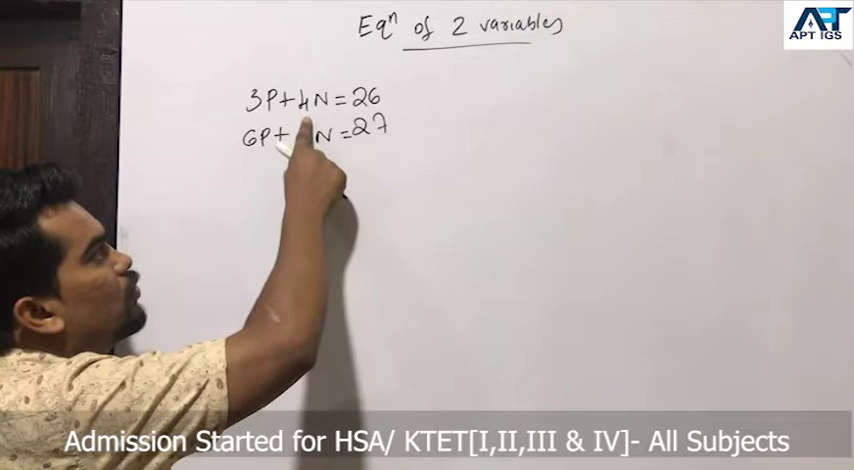 Eqⁿ of 2 variables
APT IGS
3P+4N=26
6P+ N=27
Admission Started for HSA/ KTET[I,II,III & IV]- All Subjects